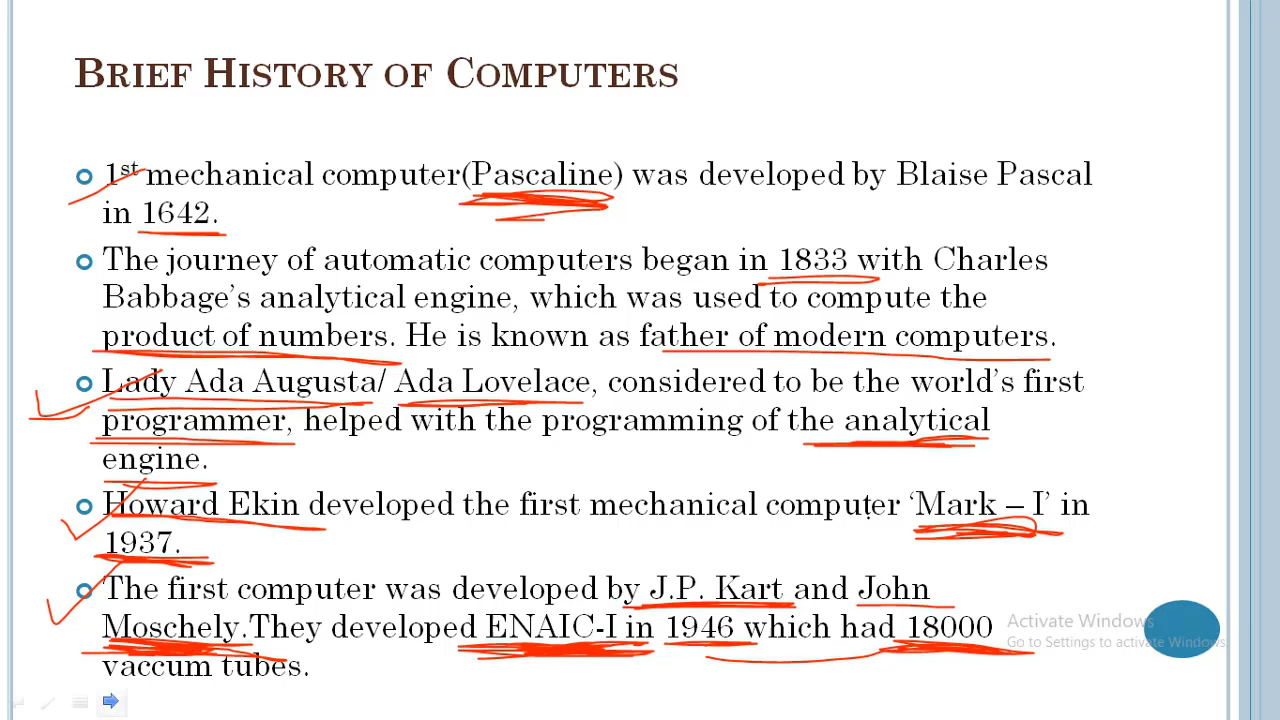 BRIEF HISTORY OF COMPUTERS
1st mechanical computer(Pascaline) was developed by Blaise Pascal
in 1642.
The journey of automatic computers began in 1833 with Charles
Babbage's analytical engine, which was used to compute the
product of numbers. He is known as father of modern computers.
Lady Ada Augusta/ Ada Lovelace, considered to be the world's first
programmer, helped with the programming of the analytical
engine.
Howard Ekin developed the first mechanical computer ‘Mark – I’ in
1937.
The first computer was developed by J.P. Kart and John
Moschely.They developed ENAIC-I in 1946 which had 18000
vaccum tubes.
Activate Windows
Go to Settings to activate Windows.